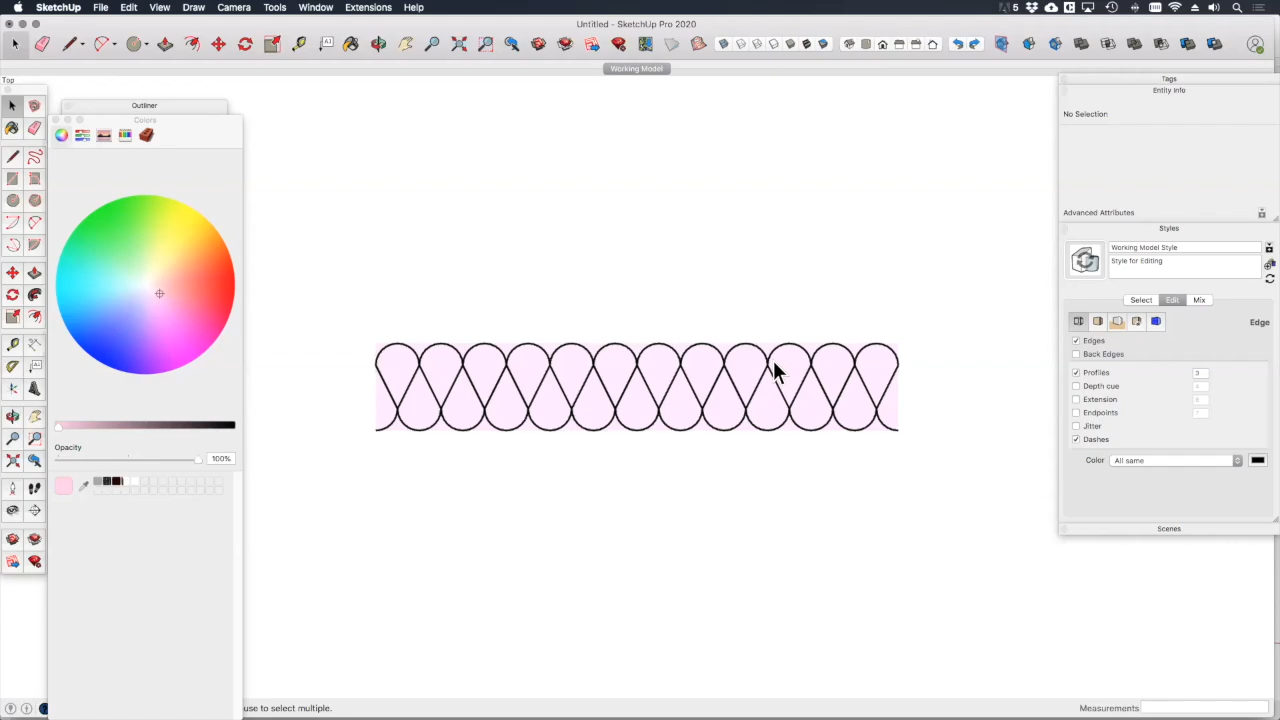 SketchUp File Edit View Draw Camera Tools Window Extensions Help
5
Untitled - SketchUp Pro 2020
Working Model
Top
Outliner
Colors
Opacity
100%
Tags
Entity Info
No Selection
Advanced Attributes
Styles
Working Model Style
Style for Editing
Select Edit Mix
Edge
Edges
Back Edges
Profiles 3
Depth cue
Extension
Endpoints
Jitter
Dashes
Color All same
Scenes
use to select multiple.
Measurements